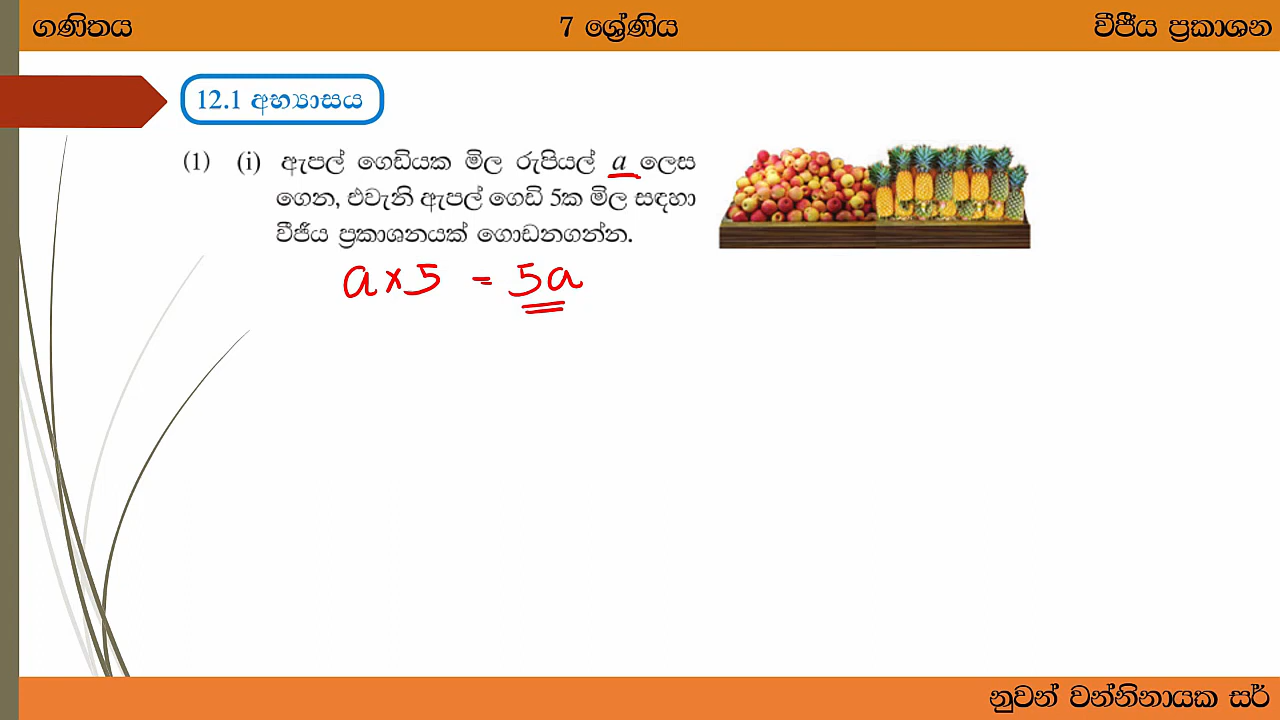 ගණිතය 7 ශ්‍රේණිය වීජීය ප්‍රකාශන
12.1 අභ්‍යාසය
(1) (i) ඇපල් ගෙඩියක මිල රුපියල් a ලෙස
ගෙන, එවැනි ඇපල් ගෙඩි 5ක මිල සඳහා
වීජීය ප්‍රකාශනයක් ගොඩනගන්න.
a × 5 = 5a
නුවන් වන්නිනායක සර්